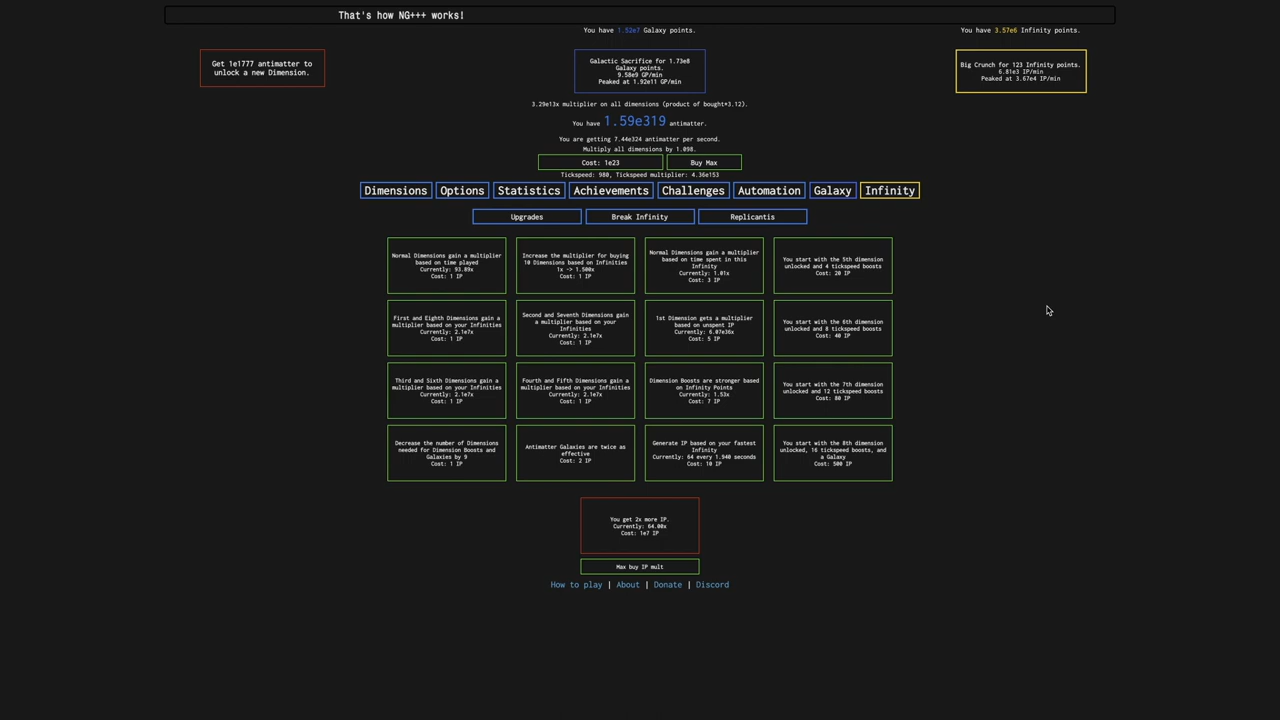 That's how NG+++ works!
You have 1.52e7 Galaxy points.
You have 3.57e6 Infinity points.
Get 1e1777 antimatter to
unlock a new Dimension.
Galactic Sacrifice for 1.73e8
Galaxy points.
9.58e9 GP/min
Peaked at 1.92e11 GP/min
Big Crunch for 123 Infinity points.
6.81e3 IP/min
Peaked at 3.67e4 IP/min
3.29e13x multiplier on all dimensions (product of bought*3.12).
You have 1.59e319 antimatter.
You are getting 7.44e324 antimatter per second.
Multiply all dimensions by 1.098.
Cost: 1e23
Buy Max
Tickspeed: 980, Tickspeed multiplier: 4.36e153
Dimensions
Options
Statistics
Achievements
Challenges
Automation
Galaxy
Infinity
Upgrades
Break Infinity
Replicantis
Normal Dimensions gain a multiplier
based on time played
Currently: 93.89x
Cost: 1 IP
Increase the multiplier for buying
10 Dimensions based on Infinities
1x -> 1.500x
Cost: 1 IP
Normal Dimensions gain a multiplier
based on time spent in this
Infinity
Currently: 1.01x
Cost: 3 IP
You start with the 5th dimension
unlocked and 4 tickspeed boosts
Cost: 20 IP
First and Eighth Dimensions gain a
multiplier based on your Infinities
Currently: 2.1e7x
Cost: 1 IP
Second and Seventh Dimensions gain
a multiplier based on your
Infinities
Currently: 2.1e7x
Cost: 1 IP
1st Dimension gets a multiplier
based on unspent IP
Currently: 6.07e36x
Cost: 5 IP
You start with the 6th dimension
unlocked and 8 tickspeed boosts
Cost: 40 IP
Third and Sixth Dimensions gain a
multiplier based on your Infinities
Currently: 2.1e7x
Cost: 1 IP
Fourth and Fifth Dimensions gain a
multiplier based on your Infinities
Currently: 2.1e7x
Cost: 1 IP
Dimension Boosts are stronger based
on Infinity Points
Currently: 1.53x
Cost: 7 IP
You start with the 7th dimension
unlocked and 12 tickspeed boosts
Cost: 80 IP
Decrease the number of Dimensions
needed for Dimension Boosts and
Galaxies by 9
Cost: 1 IP
Antimatter Galaxies are twice as
effective
Cost: 2 IP
Generate IP based on your fastest
Infinity
Currently: 64 every 1.940 seconds
Cost: 10 IP
You start with the 8th dimension
unlocked, 16 tickspeed boosts, and
a Galaxy
Cost: 500 IP
You get 2x more IP.
Currently: 64.00x
Cost: 1e7 IP
Max buy IP mult
How to play | About | Donate | Discord